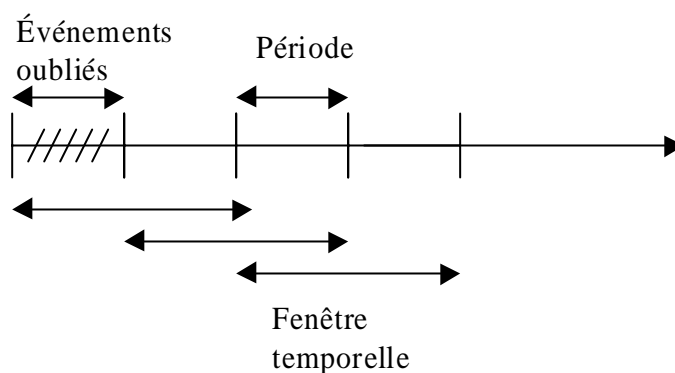 Événements
oubliés
Période
Fenêtre
temporelle